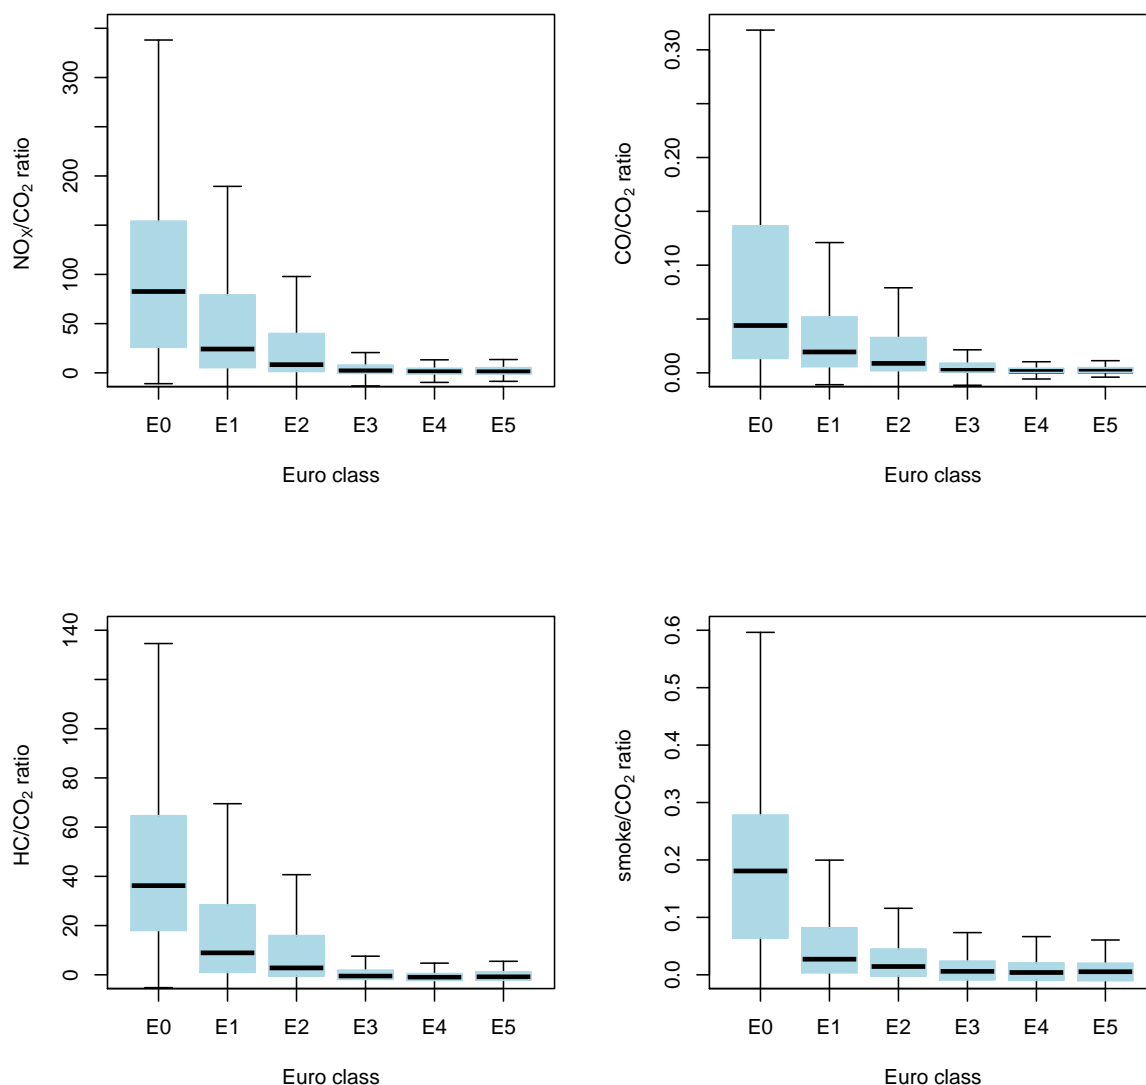 300
200
100
50
0
NOX/CO2 ratio
E0 E1 E2 E3 E4 E5
Euro class
0.30
0.20
0.10
0.00
CO/CO2 ratio
E0 E1 E2 E3 E4 E5
Euro class
140
100
80
60
40
20
0
HC/CO2 ratio
E0 E1 E2 E3 E4 E5
Euro class
0.6
0.5
0.4
0.3
0.2
0.1
0.0
smoke/CO2 ratio
E0 E1 E2 E3 E4 E5
Euro class